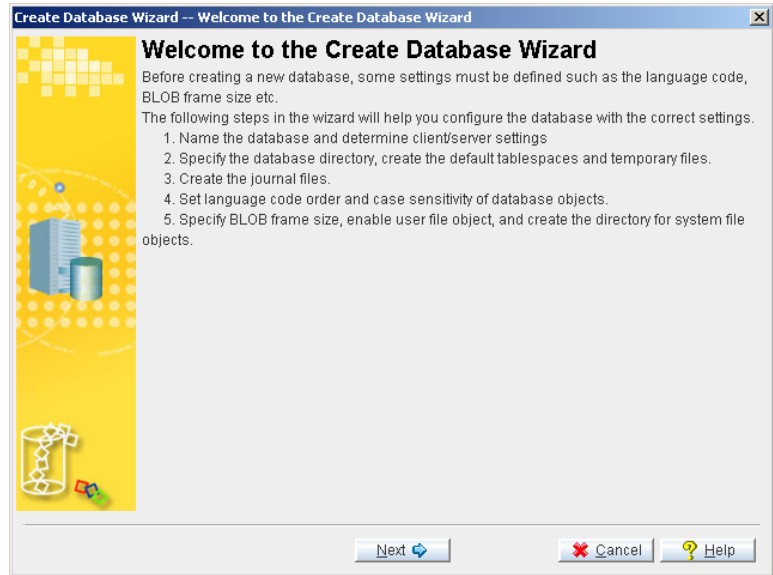 Create Database Wizard -- Welcome to the Create Database Wizard
Welcome to the Create Database Wizard
Before creating a new database, some settings must be defined such as the language code,
BLOB frame size etc.
The following steps in the wizard will help you configure the database with the correct settings.
1. Name the database and determine client/server settings
2. Specify the database directory, create the default tablespaces and temporary files.
3. Create the journal files.
4. Set language code order and case sensitivity of database objects.
5. Specify BLOB frame size, enable user file object, and create the directory for system file
objects.
Next
Cancel
Help